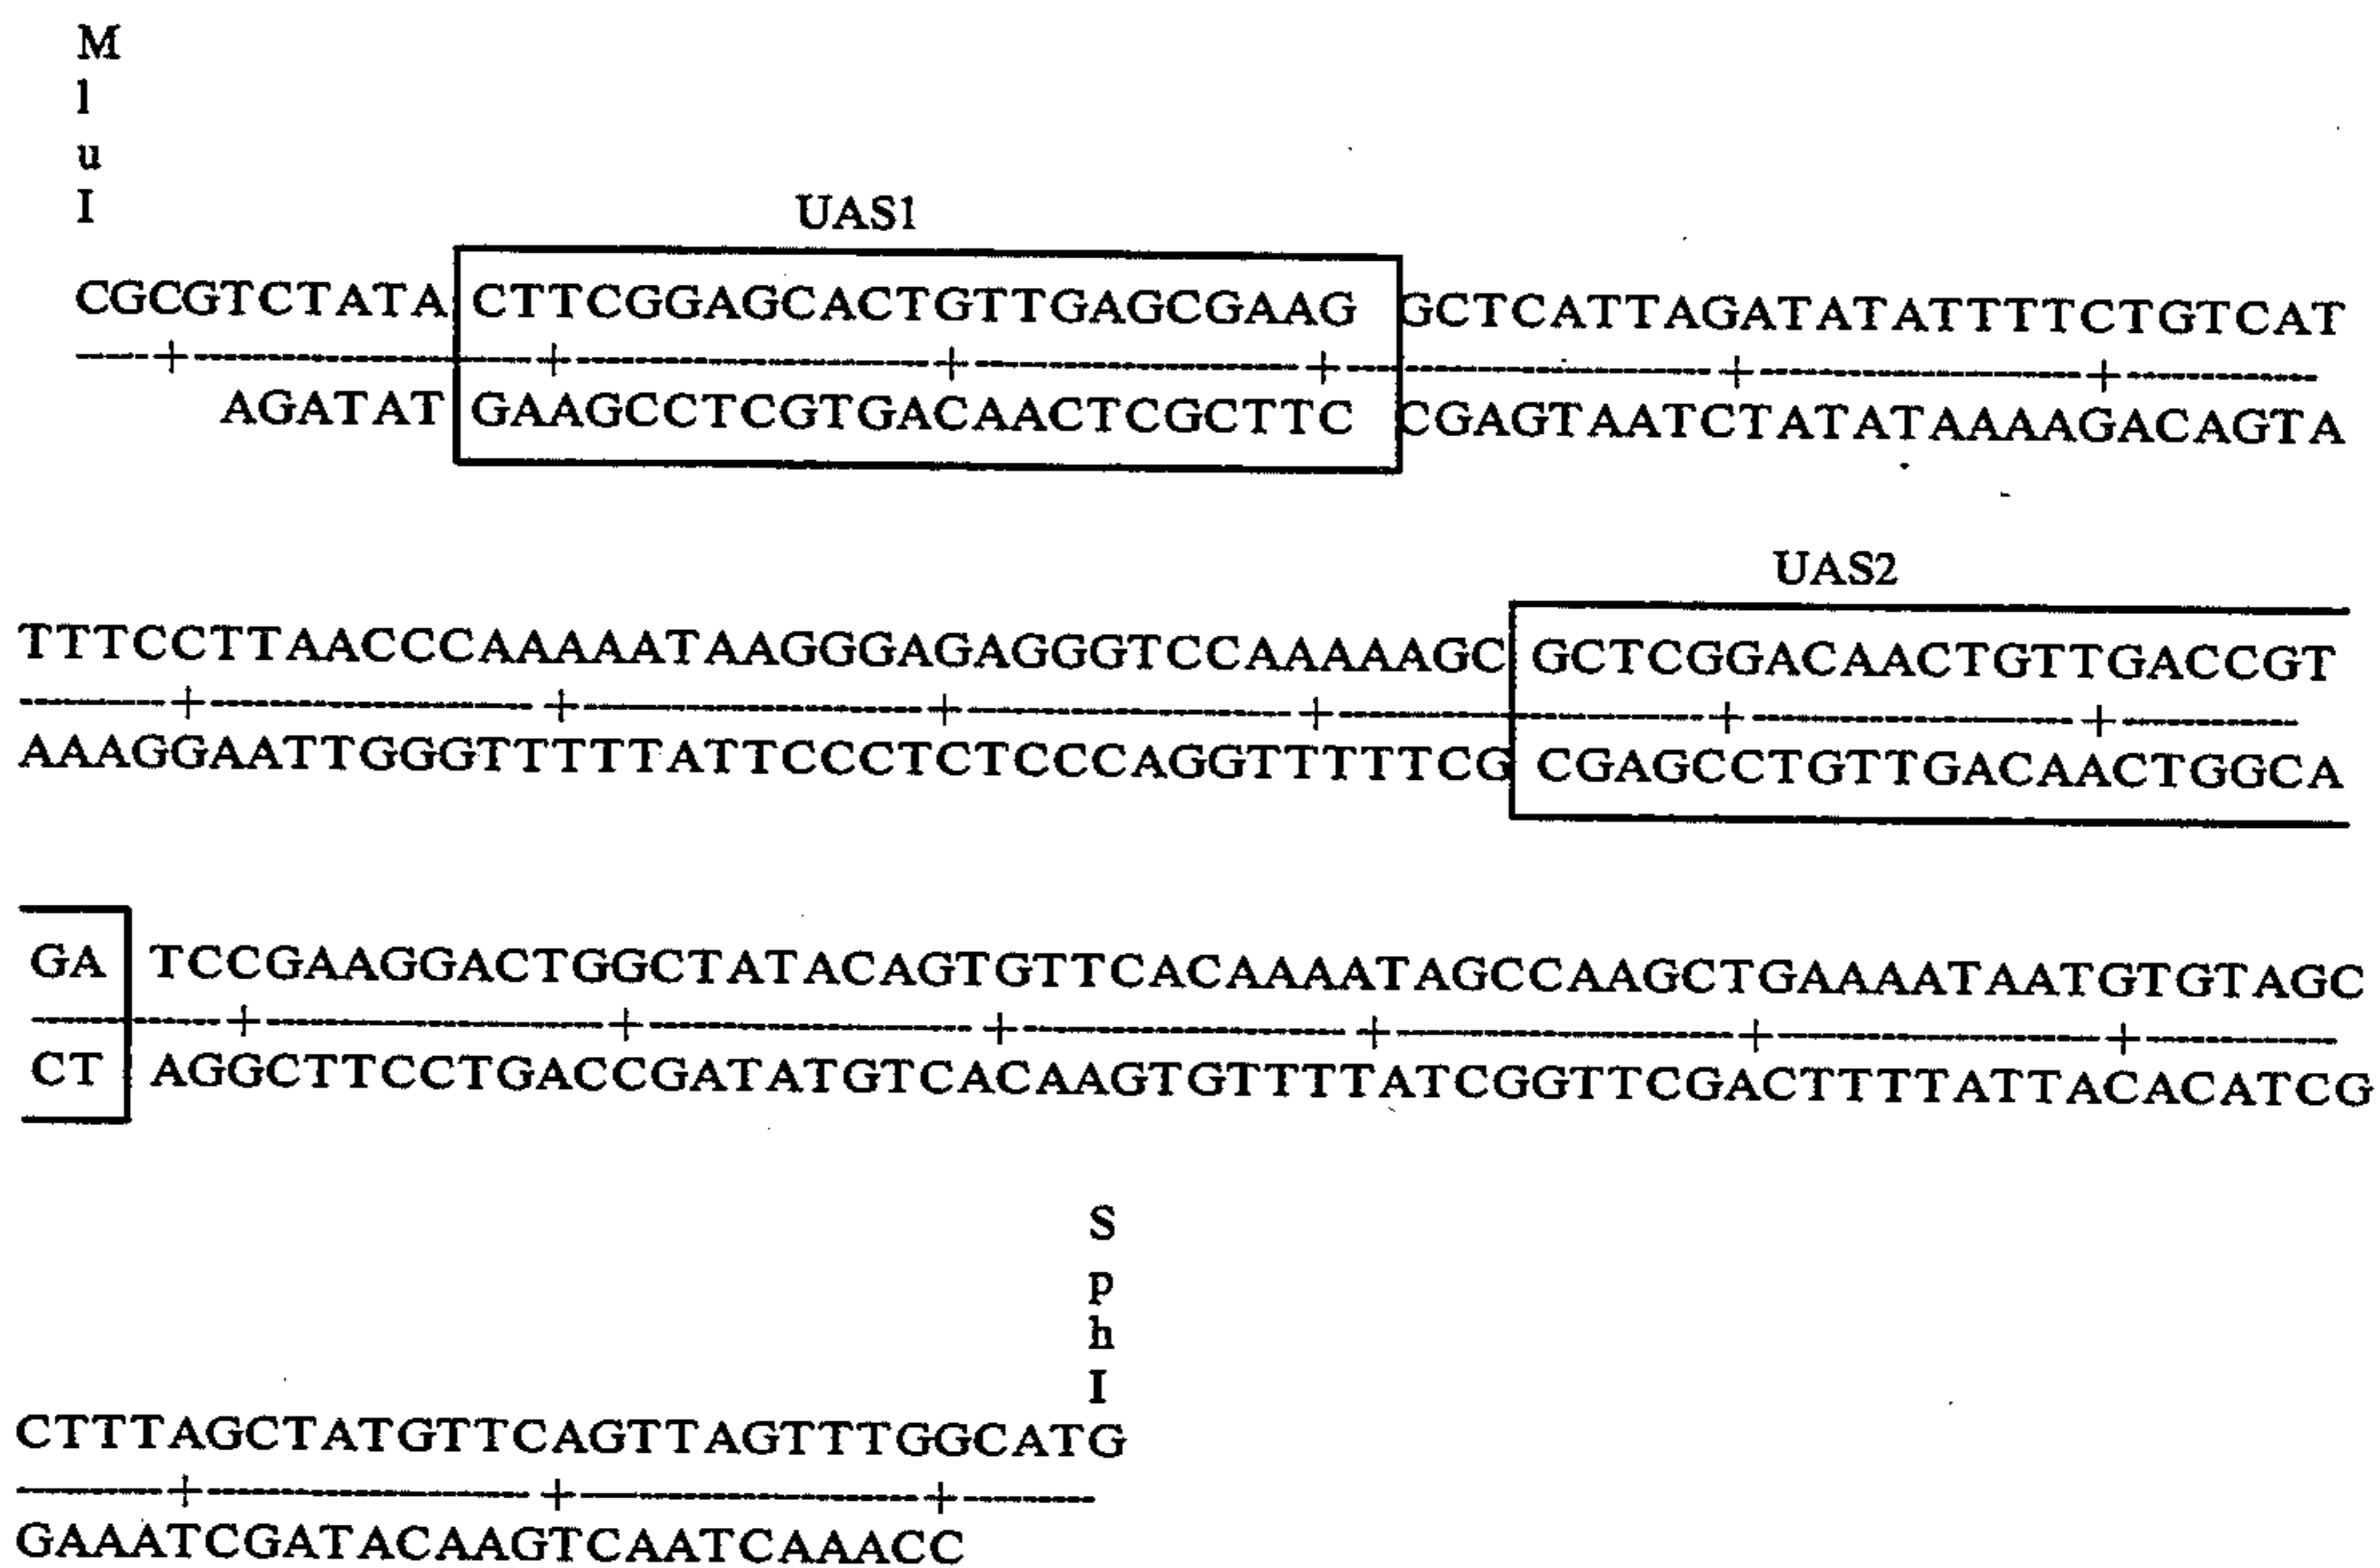 M
l
u
I
UAS1
CGCGTCTATA CTTCGGAGCACTGTTGAGCGAAG GCTCATTAGATATATTTTCTGTCAT
-----+---------------+---------------+---------------+---------------+---------------+--------
AGATAT GAAGCCTCGTGACAACTCGCTTC CGAGTAATCTATATAAAAGACAGTA
UAS2
TTTCCTTAACCCAAAAATAAGGGAGAGGGTCCAAAAAGC GCTCGGACAACTGTTGACCGT
-----+---------------+---------------+---------------+---------------+---------------+--------
AAAGGAATTGGGTTTTTATTCCCTCTCCCAGGTTTTTCG CGAGCCTGTTGACAACTGGCA
GA TCCGAAGGACTGGCTATACAGTGTTCACAAAATAGCCAAGCTGAAAATAATGTGTAGC
-----+---------------+---------------+---------------+---------------+---------------+--------
CT AGGCTTCCTGACCGATATGTCACAAGTGTTTTATCGGTTCGACTTTTATTACACATCG
S
p
h
I
CTTTAGCTATGTTCAGTTAGTTTGGCATG
-----+---------------+---------------+------
GAAATCGATACAAGTCAATCAAACC